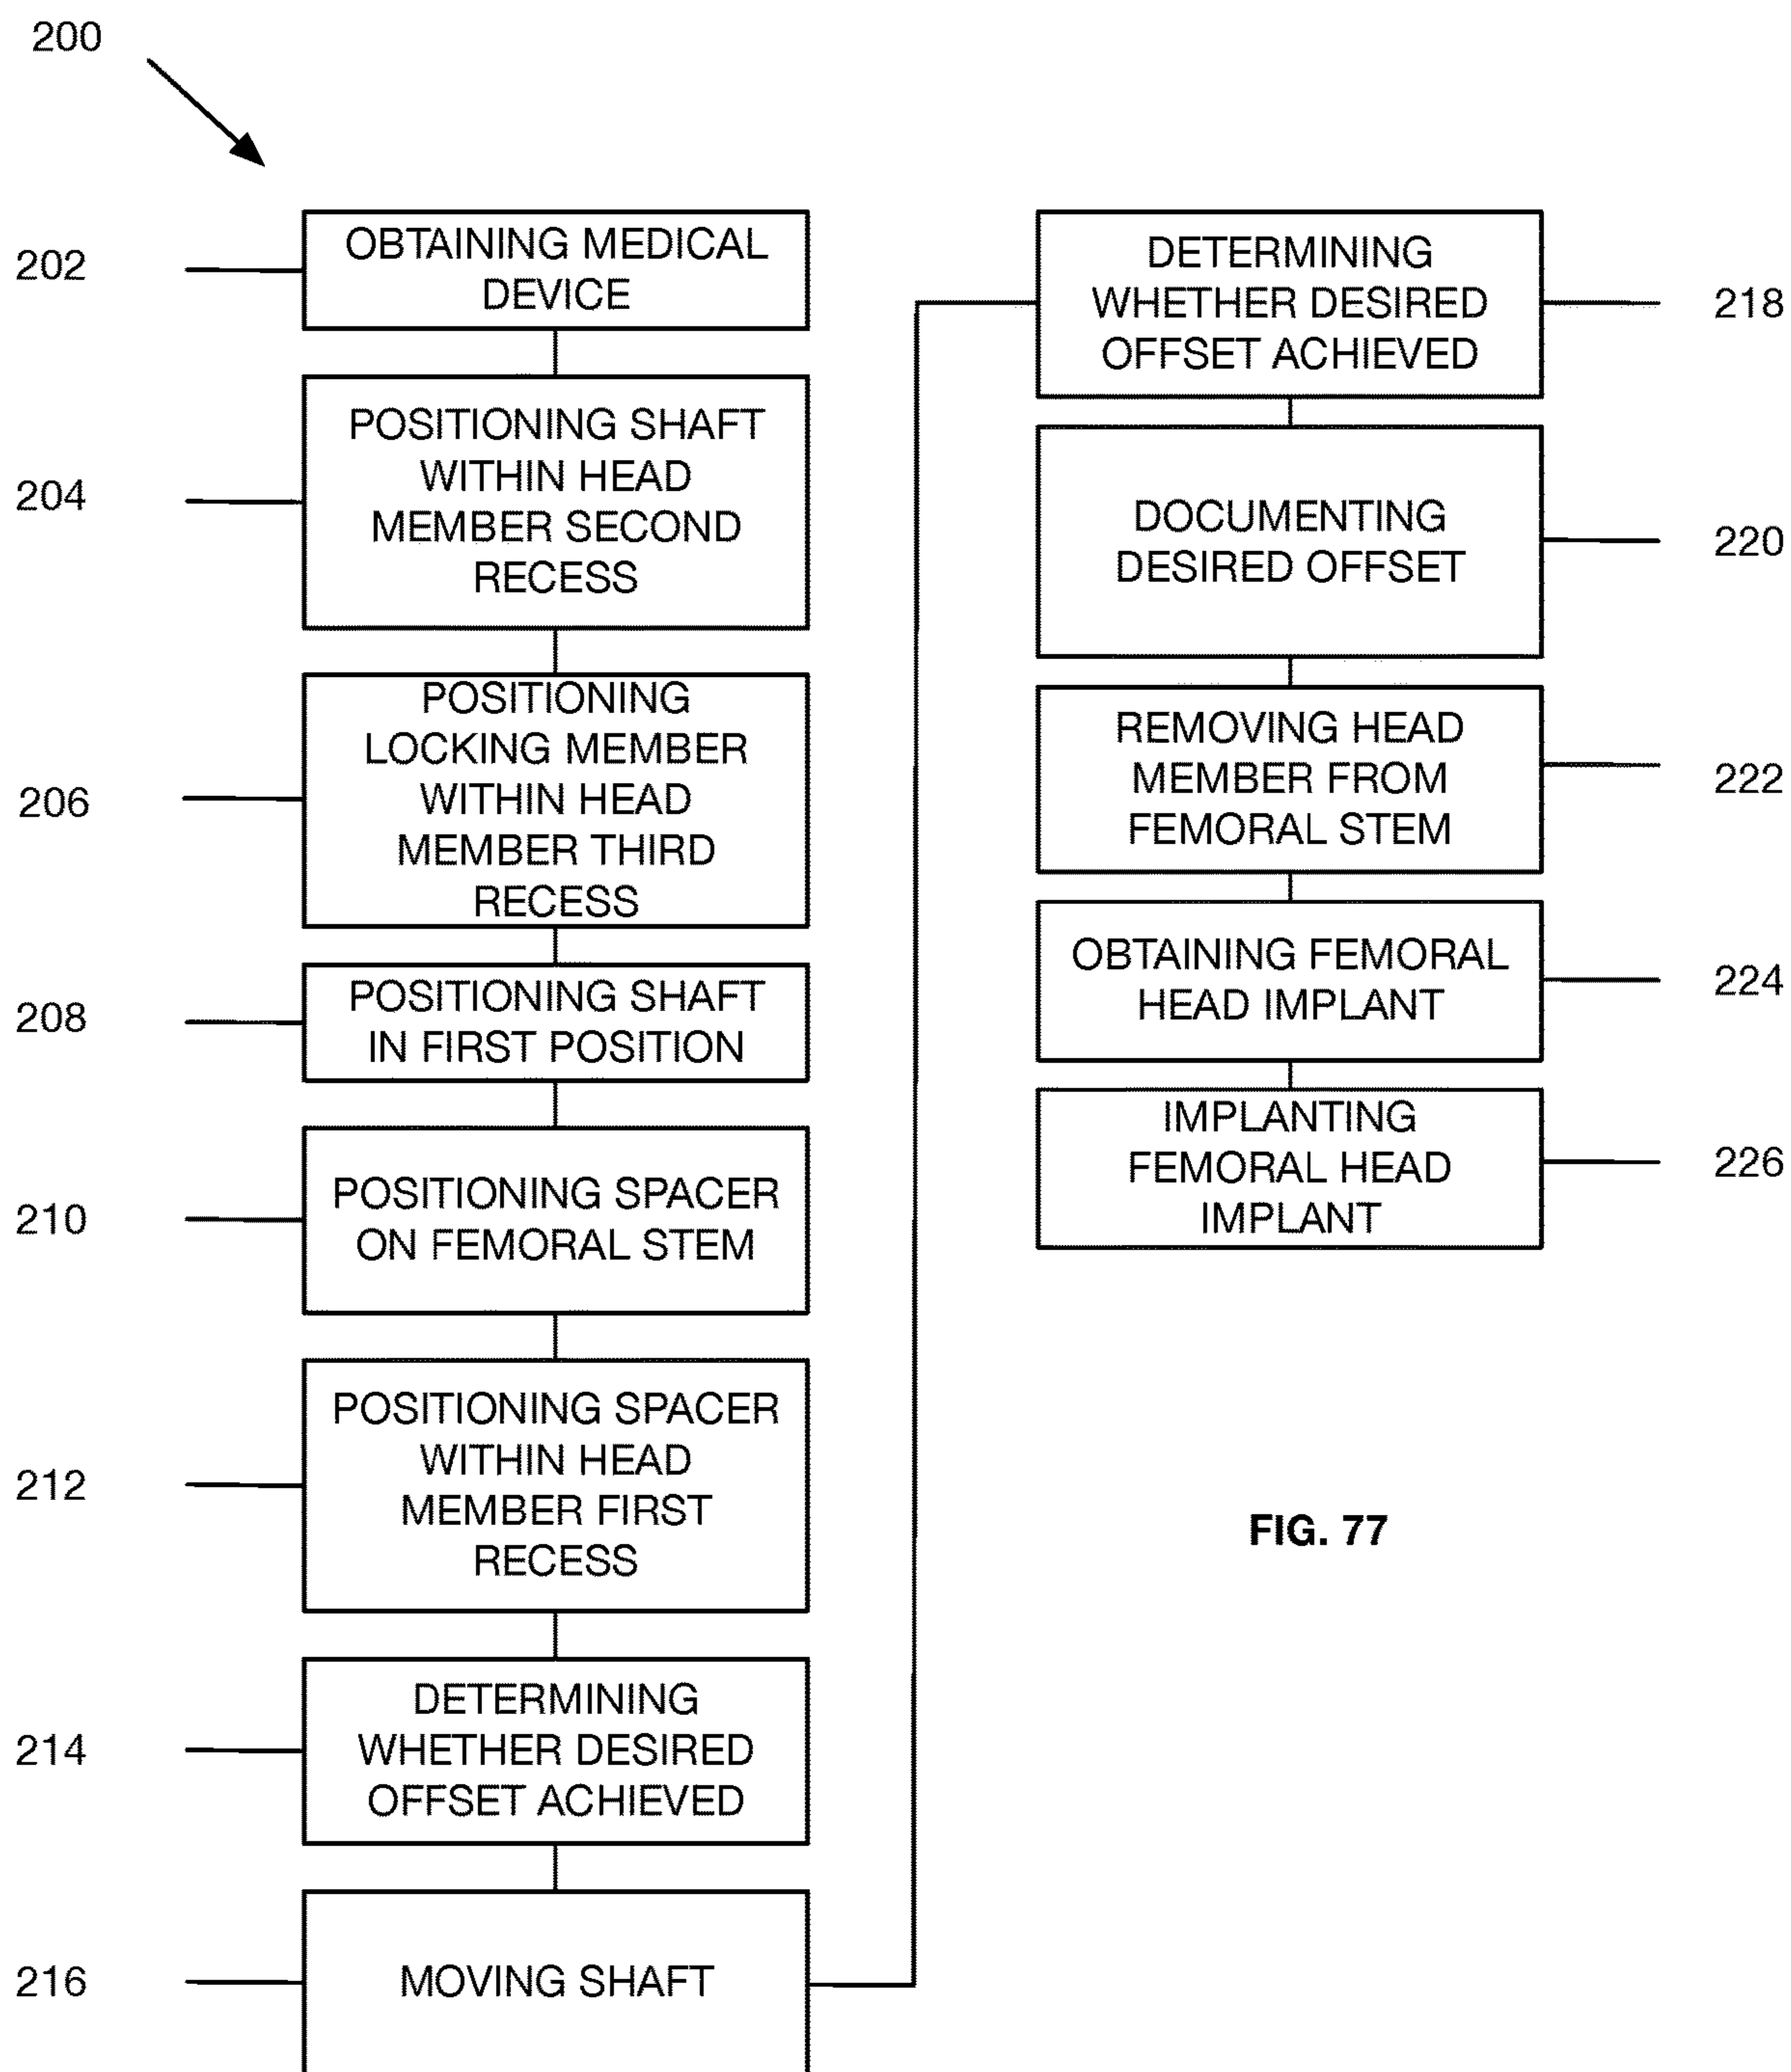 200
202
OBTAINING MEDICAL
DEVICE
204
POSITIONING SHAFT
WITHIN HEAD
MEMBER SECOND
RECESS
206
POSITIONING
LOCKING MEMBER
WITHIN HEAD
MEMBER THIRD
RECESS
208
POSITIONING SHAFT
IN FIRST POSITION
210
POSITIONING SPACER
ON FEMORAL STEM
212
POSITIONING SPACER
WITHIN HEAD
MEMBER FIRST
RECESS
214
DETERMINING
WHETHER DESIRED
OFFSET ACHIEVED
216
MOVING SHAFT
DETERMINING
WHETHER DESIRED
OFFSET ACHIEVED
218
DOCUMENTING
DESIRED OFFSET
220
REMOVING HEAD
MEMBER FROM
FEMORAL STEM
222
OBTAINING FEMORAL
HEAD IMPLANT
224
IMPLANTING
FEMORAL HEAD
IMPLANT
226
FIG. 77